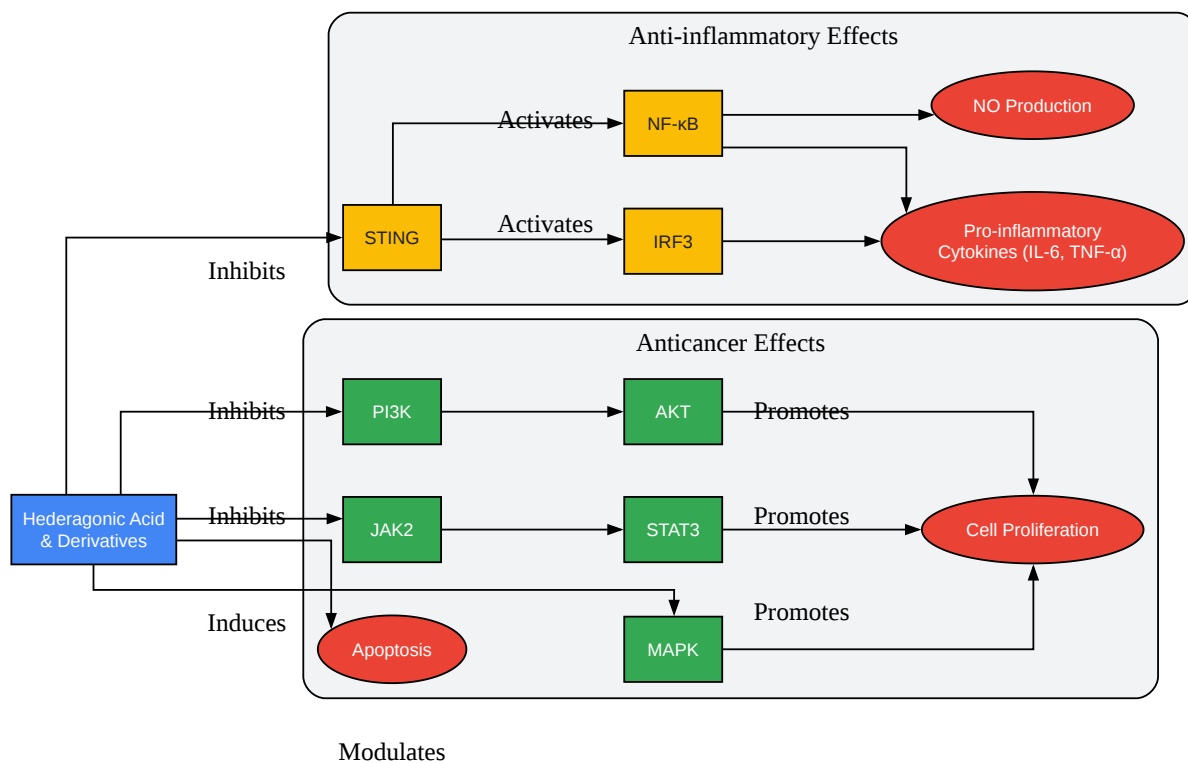 Anti-inflammatory Effects
NO Production
Activates
NF-κB
Activates
STING
IRF3
Pro-inflammatory
Cytokines (IL-6, TNF-α)
Inhibits
Anticancer Effects
Inhibits
PI3K
AKT
Promotes
Hederagonic Acid
& Derivatives
Inhibits
JAK2
STAT3
Promotes
Cell Proliferation
Induces
Apoptosis
MAPK
Promotes
Modulates